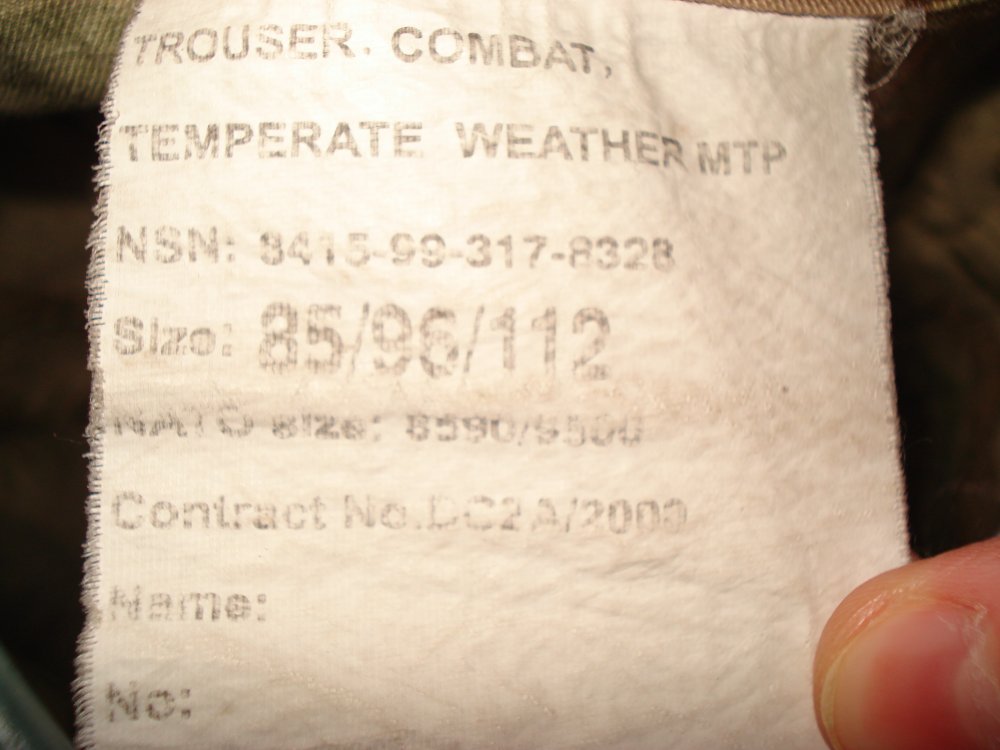 TROUSER. COMBAT,
TEMPERATE WEATHER MTP
NSN: 8415-99-317-8328
Size: 85/96/112
NATO size: 8590/9500
Contract No.DC2A/2000
Name:
No: